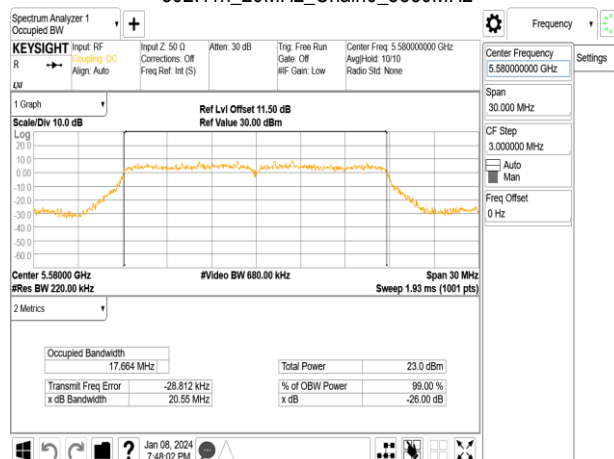 Spectrum Analyzer 1
Occupied BW
KEYSIGHT
R
Input: RF
Coupling: DC
Align: Auto
Input Z: 50 Ω
Corrections: Off
Freq Ref: Int (S)
Atten: 30 dB
Trig: Free Run
Gate: Off
#IF Gain: Low
Center Freq: 5.580000000 GHz
Avg|Hold: 10/10
Radio Std: None
1 Graph
Scale/Div 10.0 dB
Ref Lvl Offset 11.50 dB
Ref Value 30.00 dBm
Log
20.0
10.0
0.00
-10.0
-20.0
-30.0
-40.0
-50.0
-60.0
Center 5.58000 GHz
#Res BW 220.00 kHz
#Video BW 680.00 kHz
Span 30 MHz
Sweep 1.93 ms (1001 pts)
2 Metrics
Occupied Bandwidth
17.664 MHz
Total Power 23.0 dBm
Transmit Freq Error -28.812 kHz
% of OBW Power 99.00 %
x dB Bandwidth 20.55 MHz
x dB -26.00 dB
Jan 08, 2024
7:48:02 PM
Frequency
Settings
Center Frequency
5.580000000 GHz
Span
30.000 MHz
CF Step
3.000000 MHz
Auto
Man
Freq Offset
0 Hz